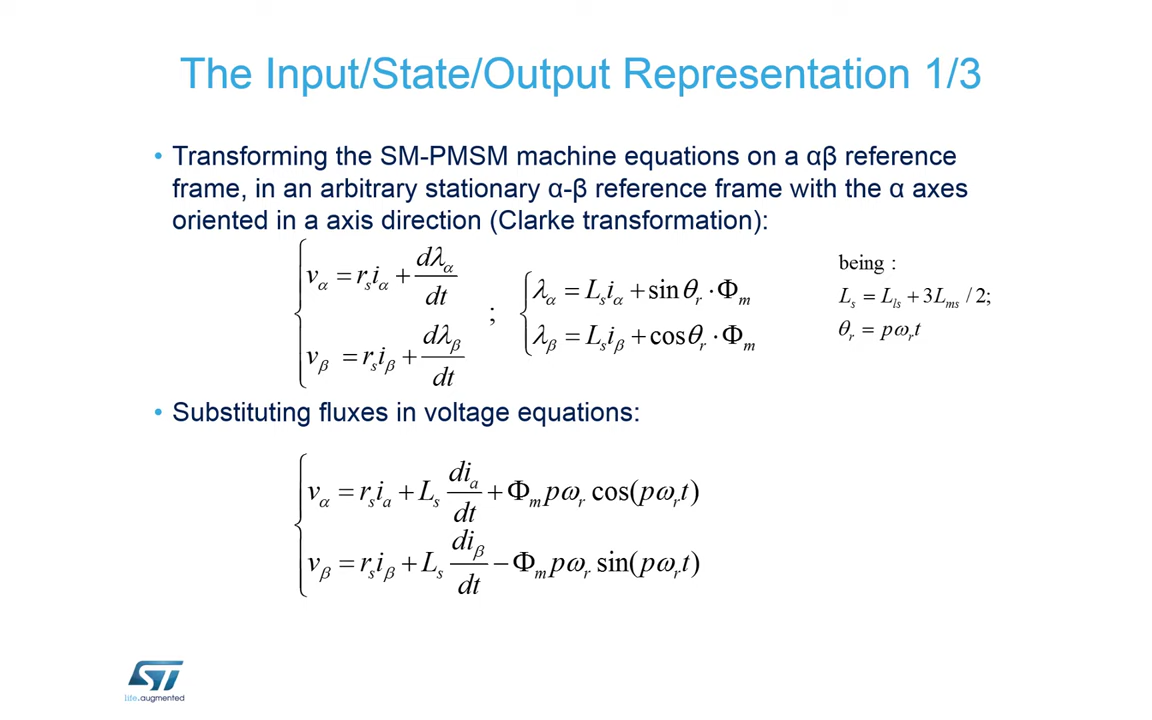 The Input/State/Output Representation 1/3
• Transforming the SM-PMSM machine equations on a αβ reference
frame, in an arbitrary stationary α-β reference frame with the α axes
oriented in a axis direction (Clarke transformation):
v_α = r_s i_α + dλ_α/dt
v_β = r_s i_β + dλ_β/dt
;
λ_α = L_s i_α + sin θ_r · Φ_m
λ_β = L_s i_β + cos θ_r · Φ_m
being :
L_s = L_ls + 3L_ms / 2;
θ_r = pω_r t
• Substituting fluxes in voltage equations:
v_α = r_s i_a + L_s di_a/dt + Φ_m pω_r cos(pω_r t)
v_β = r_s i_β + L_s di_β/dt − Φ_m pω_r sin(pω_r t)
ST
life.augmented